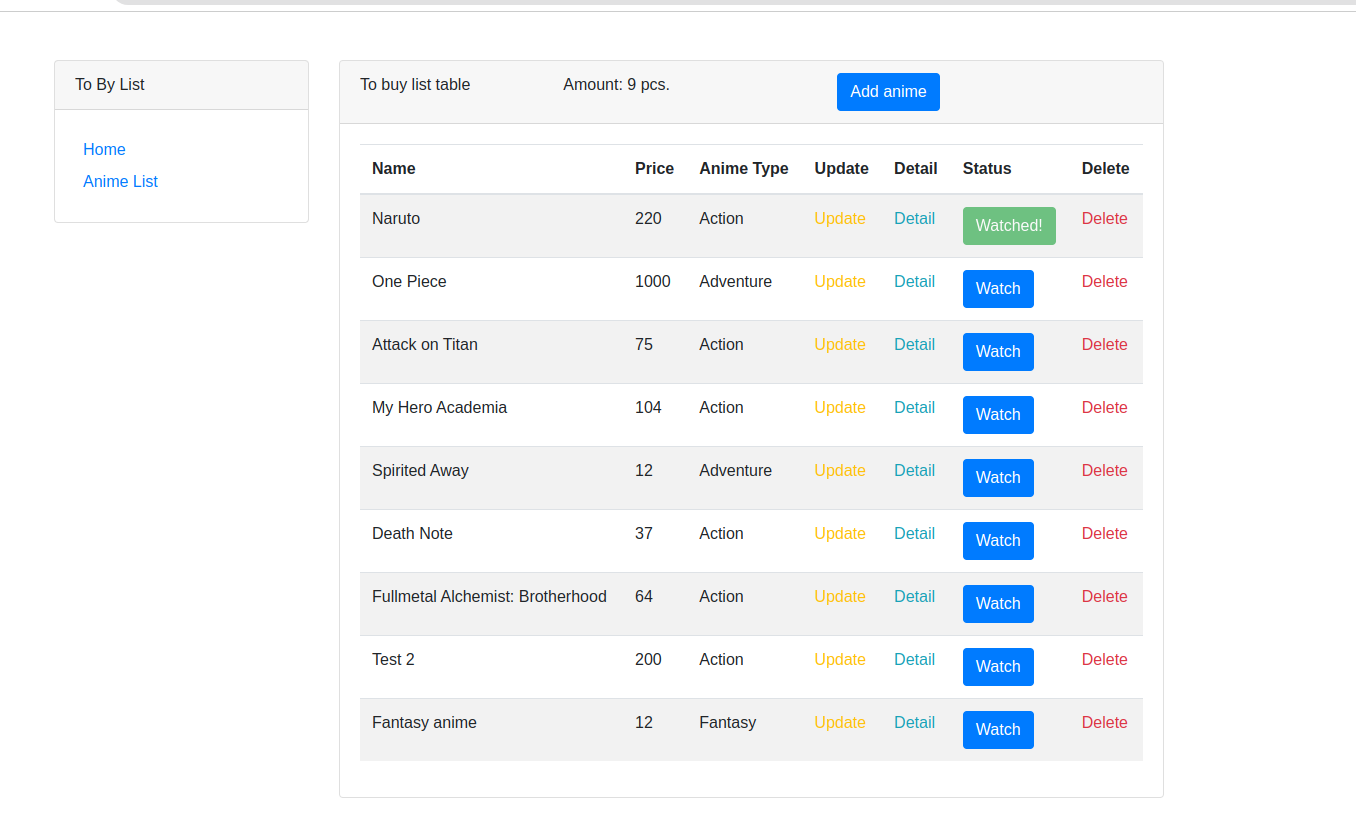 To By List
Home
Anime List
To buy list table Amount: 9 pcs. Add anime
Name Price Anime Type Update Detail Status Delete
Naruto 220 Action Update Detail Watched! Delete
One Piece 1000 Adventure Update Detail Watch Delete
Attack on Titan 75 Action Update Detail Watch Delete
My Hero Academia 104 Action Update Detail Watch Delete
Spirited Away 12 Adventure Update Detail Watch Delete
Death Note 37 Action Update Detail Watch Delete
Fullmetal Alchemist: Brotherhood 64 Action Update Detail Watch Delete
Test 2 200 Action Update Detail Watch Delete
Fantasy anime 12 Fantasy Update Detail Watch Delete